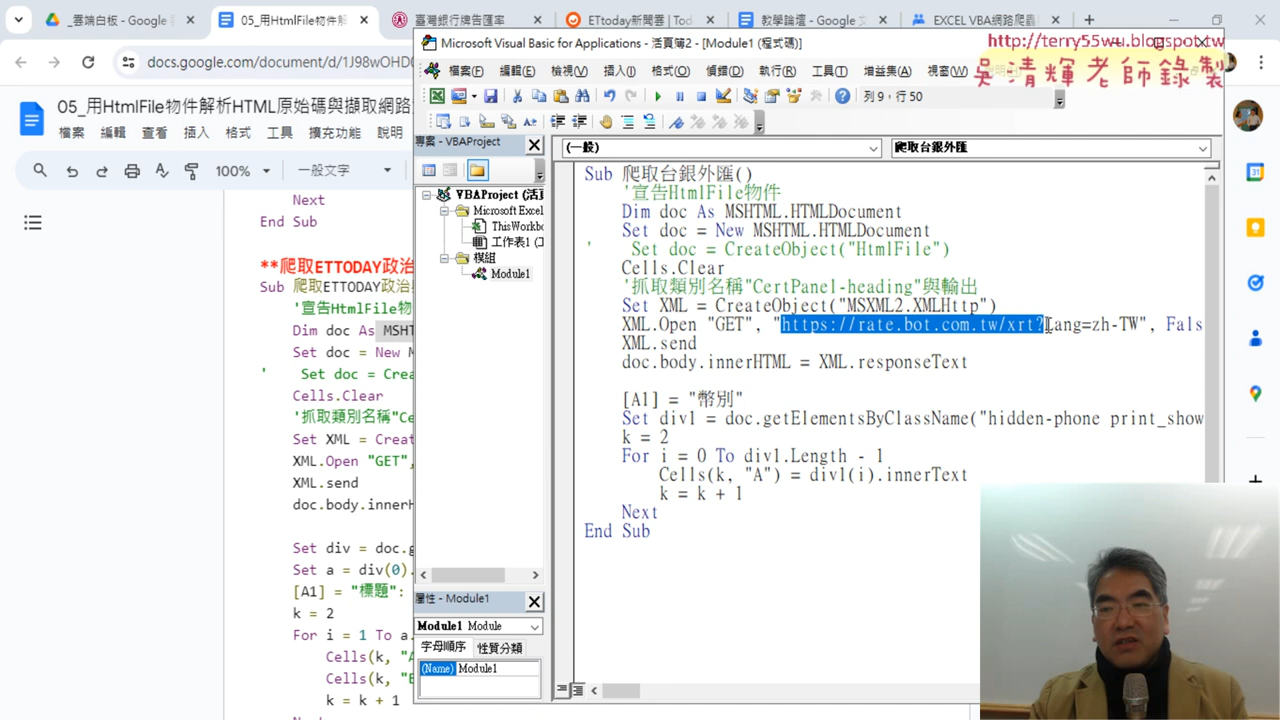 _雲端白板 - Google
05_用HtmlFile物件解
臺灣銀行牌告匯率
ETtoday新聞雲 | Tod
教學論壇 - Google 文
EXCEL VBA網路爬蟲
docs.google.com/document/d/1J98wOHD
05_用HtmlFile物件解析HTML原始碼與擷取網路
檔案 編輯 查看 插入 格式 工具 擴充功能 說明
100% 一般文字
Next
End Sub
**爬取ETTODAY政治
Sub 爬取ETTODAY政治
'宣告HtmlFile物
Dim doc As MSH
Set doc = New M
' Set doc = Crea
Cells.Clear
'抓取類別名稱"Ce
Set XML = Creat
XML.Open "GET",
XML.send
doc.body.innerH
Set div = doc.g
Set a = div(0).
[A1] = "標題":
k = 2
For i = 1 To a.
Cells(k, "A
Cells(k, "B
k = k + 1
Microsoft Visual Basic for Applications - 活頁簿2 - [Module1 (程式碼)]
http://terry55wu.blogspot.tw
吳清輝老師錄製
檔案(F) 編輯(E) 檢視(V) 插入(I) 格式(O) 偵錯(D) 執行(R) 工具(T) 增益集(A) 視窗(W)
列 9，行 50
專案 - VBAProject
VBAProject (活頁
Microsoft Excel
ThisWorkbo
工作表1 (工
模組
Module1
屬性 - Module1
Module1 Module
字母順序 性質分類
(Name) Module1
(一般) 爬取台銀外匯
Sub 爬取台銀外匯()
'宣告HtmlFile物件
Dim doc As MSHTML.HTMLDocument
Set doc = New MSHTML.HTMLDocument
' Set doc = CreateObject("HtmlFile")
Cells.Clear
'抓取類別名稱"CertPanel-heading"與輸出
Set XML = CreateObject("MSXML2.XMLHttp")
XML.Open "GET", "https://rate.bot.com.tw/xrt?Lang=zh-TW", Fals
XML.send
doc.body.innerHTML = XML.responseText
[A1] = "幣別"
Set div1 = doc.getElementsByClassName("hidden-phone print_show
k = 2
For i = 0 To div1.Length - 1
Cells(k, "A") = div1(i).innerText
k = k + 1
Next
End Sub